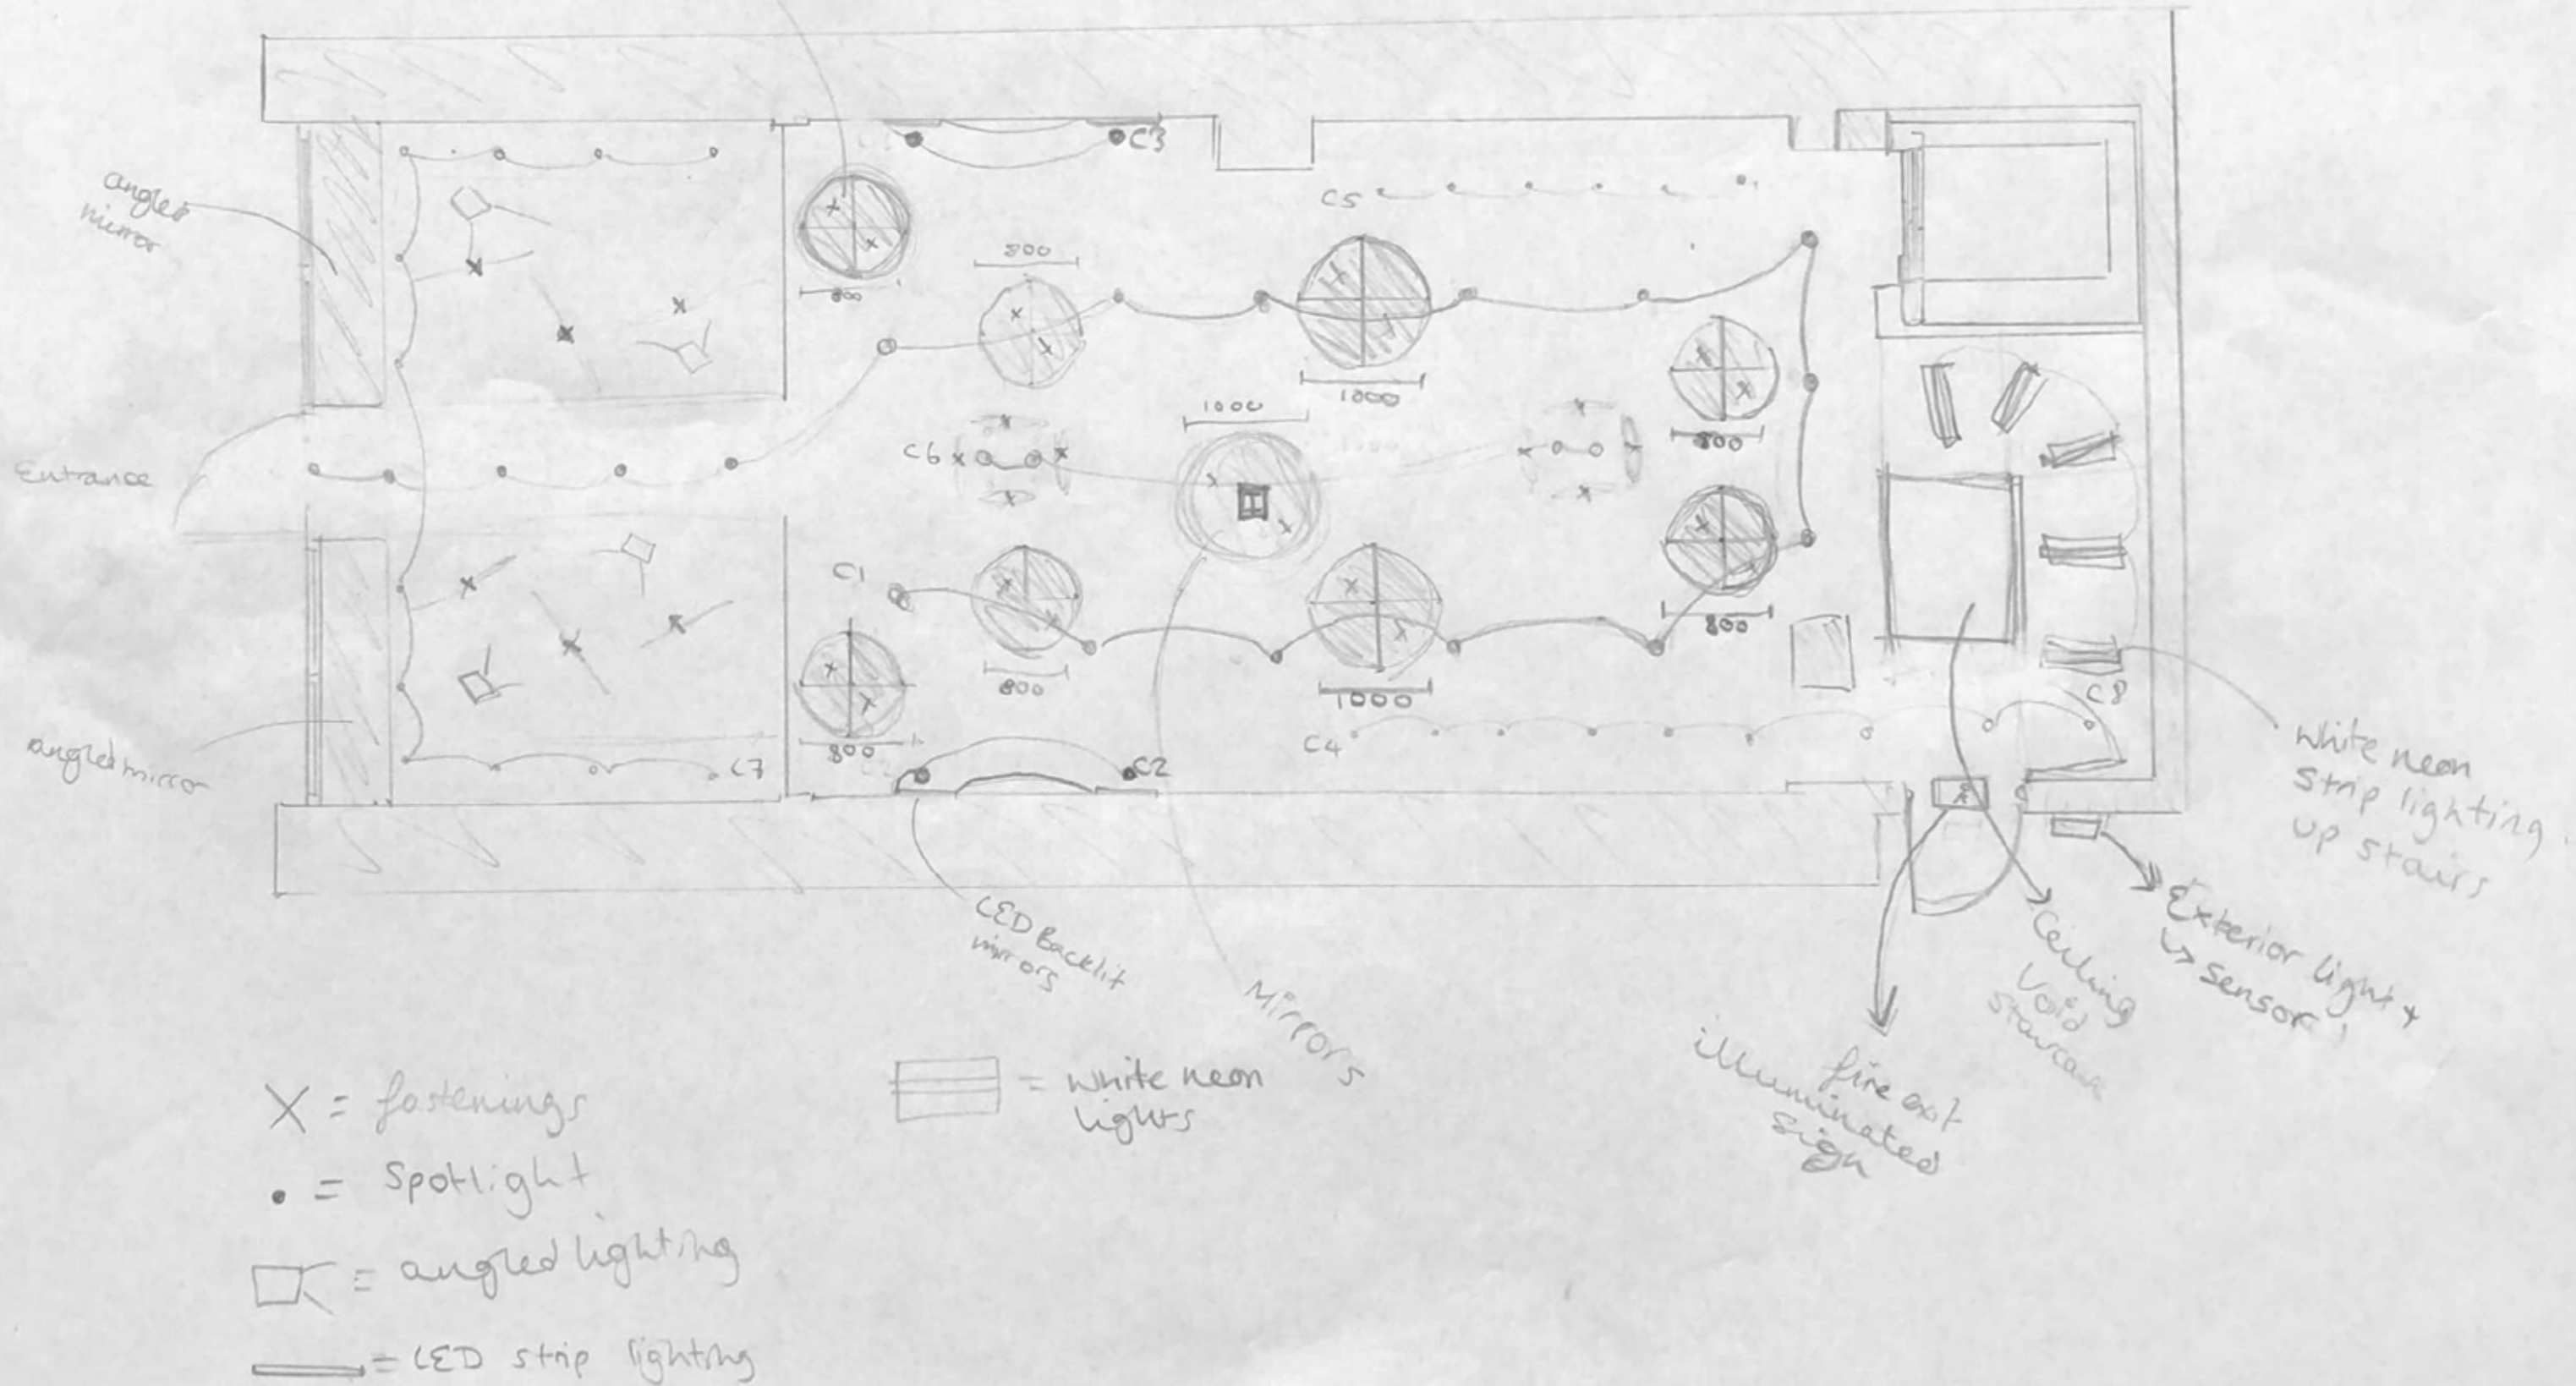 C3
angled
mirror
C5
800
800
1000
1000
C6
800
Entrance
C1
800
C8
800
1000
C4
800
C7
C2
angled mirror
white neon
strip lighting
up stairs
LED Backlit
mirrors
Mirrors
Exterior light +
↳ sensor
Ceiling
void
staircase
fire exit
illuminated
sign
X = fastenings
• = Spotlight
= angled lighting
= LED strip lighting
= white neon
lights